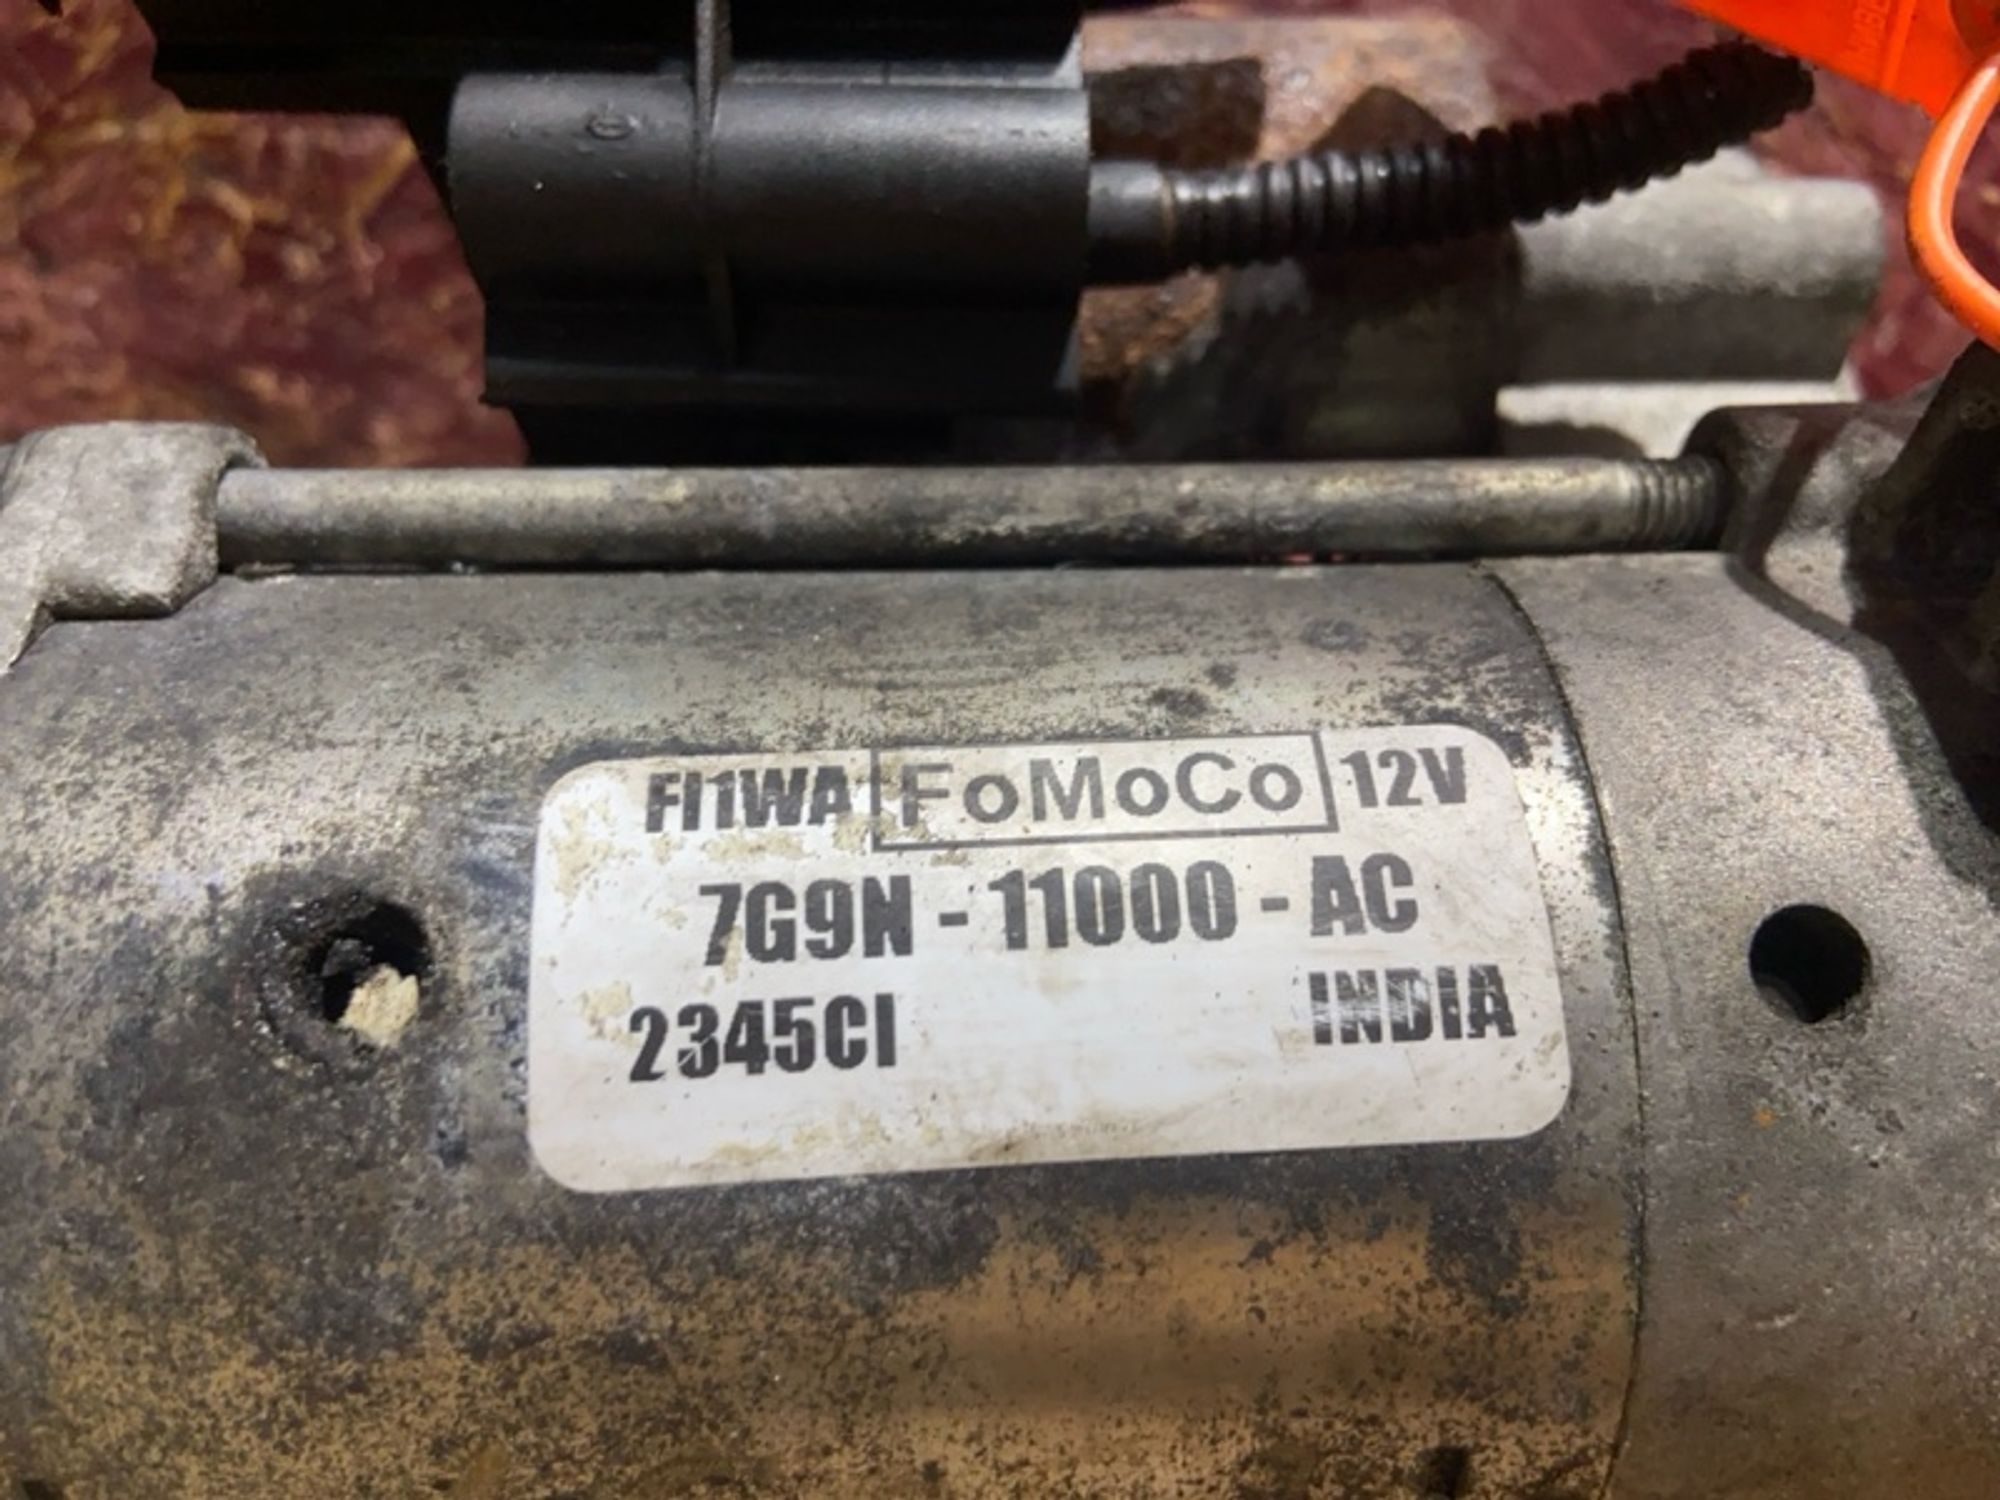 FI1WA FoMoCo 12V
7G9N - 11000 - AC
2345CI INDIA